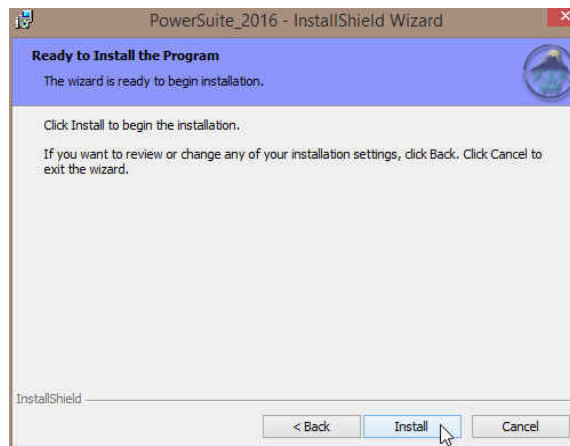 PowerSuite_2016 - InstallShield Wizard
Ready to Install the Program
The wizard is ready to begin installation.
Click Install to begin the installation.
If you want to review or change any of your installation settings, click Back. Click Cancel to
exit the wizard.
InstallShield
< Back Install Cancel